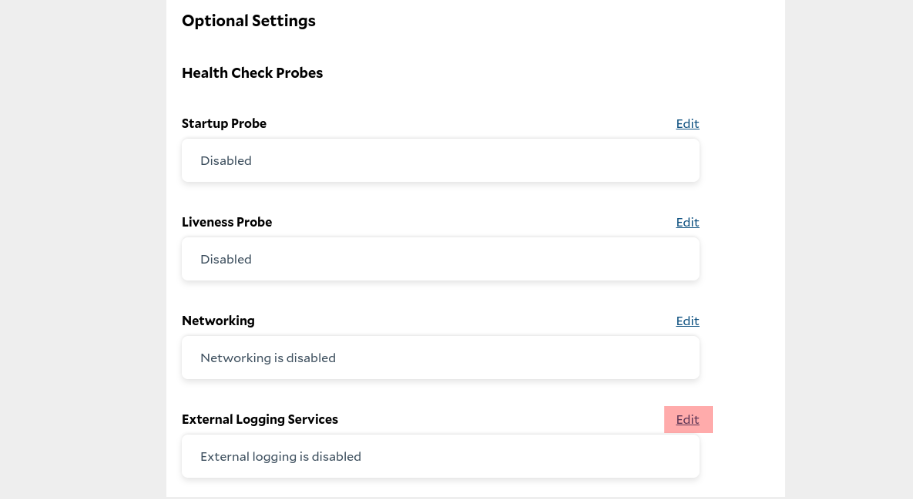 Optional Settings
Health Check Probes
Startup Probe Edit
Disabled
Liveness Probe Edit
Disabled
Networking Edit
Networking is disabled
External Logging Services Edit
External logging is disabled